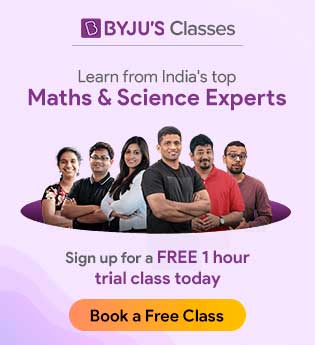 BYJU'S Classes
Learn from India's top
Maths & Science Experts
Sign up for a FREE 1 hour
trial class today
Book a Free Class